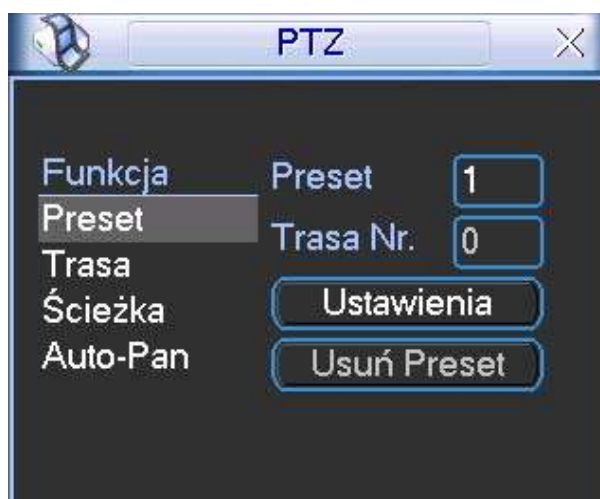 PTZ
Funkcja
Preset
Trasa
Ścieżka
Auto-Pan
Preset 1
Trasa Nr. 0
Ustawienia
Usuń Preset